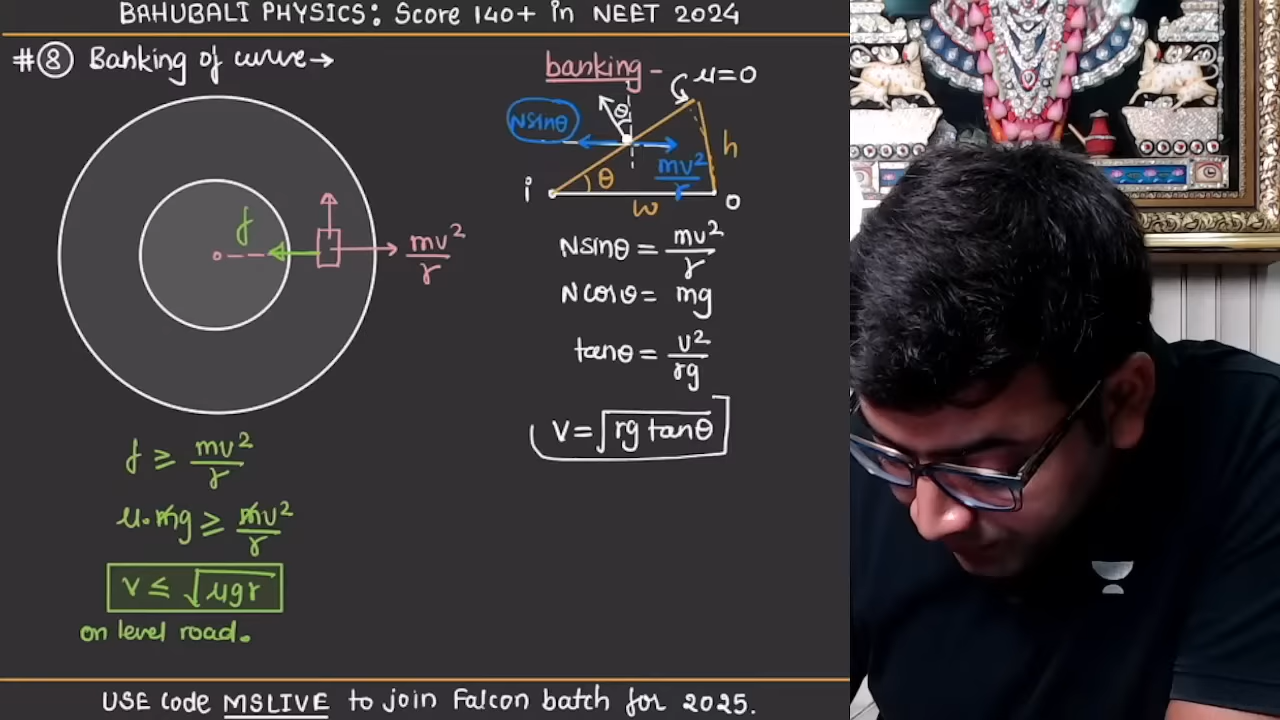 BAHUBALI PHYSICS: Score 140+ in NEET 2024
#⑧ Banking of curve→
f
mv²/r
f ≥ mv²/r
μ.mg ≥ mv²/r
v ≤ √μgr
on level road.
banking -
μ=0
θ
Nsinθ
mv²/r
h
θ
i
w
o
Nsinθ = mv²/r
Ncosθ = mg
tanθ = v²/rg
V = √rg tanθ
USE Code MSLIVE to join Falcon batch for 2025.